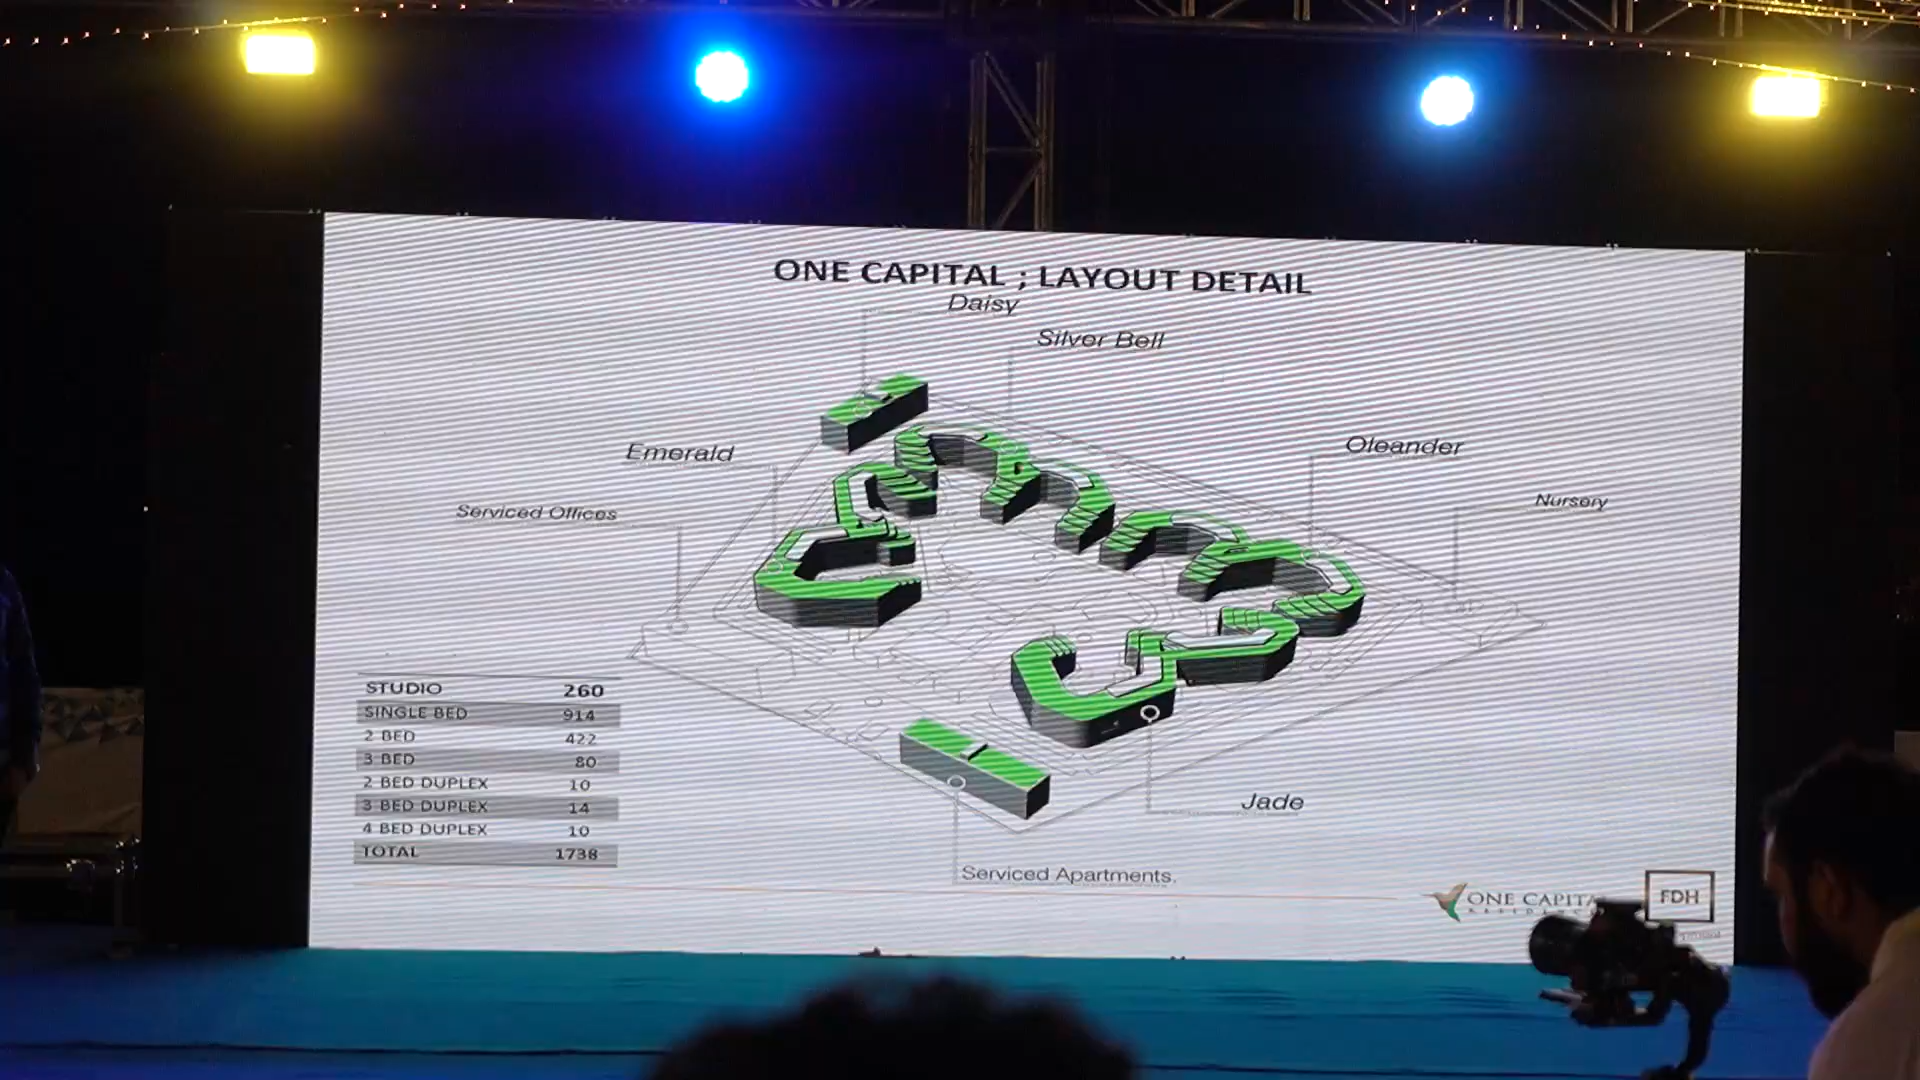 ONE CAPITAL ; LAYOUT DETAIL
Daisy
Silver Bell
Emerald
Oleander
Serviced Offices
Nursery
STUDIO 260
SINGLE BED 914
2 BED 422
3 BED 80
2 BED DUPLEX 10
3 BED DUPLEX 14
4 BED DUPLEX 10
TOTAL 1738
Jade
Serviced Apartments.
ONE CAPITA
FDH